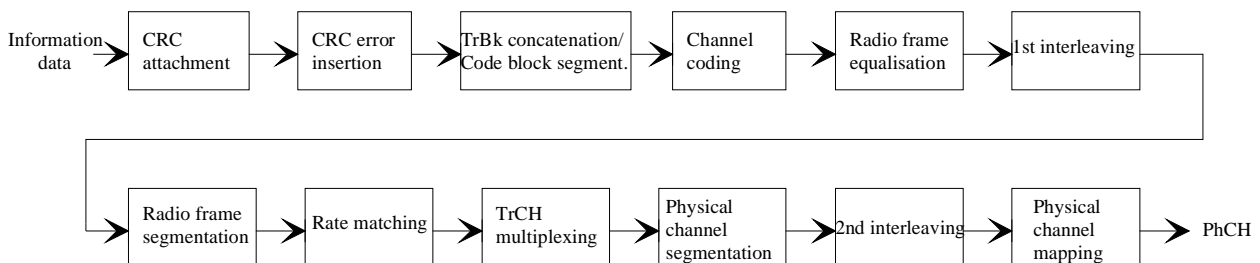 Information
data
CRC
attachment
CRC error
insertion
TrBk concatenation/
Code block segment.
Channel
coding
Radio frame
equalisation
1st interleaving
Radio frame
segmentation
Rate matching
TrCH
multiplexing
Physical
channel
segmentation
2nd interleaving
Physical
channel
mapping
PhCH